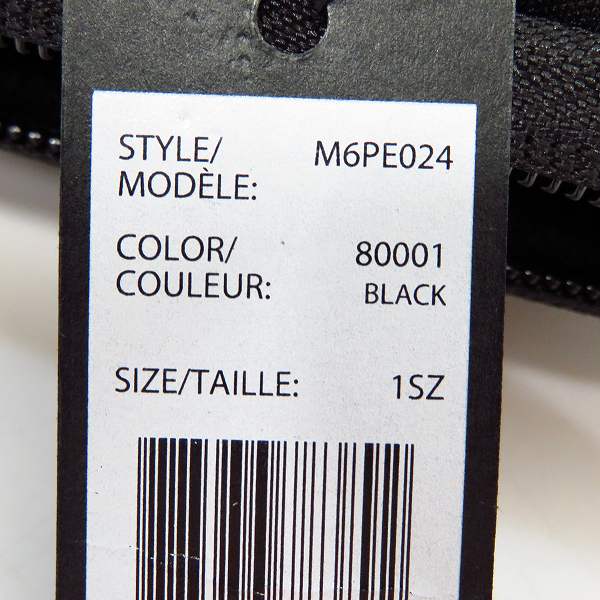 STYLE/ M6PE024
MODÈLE:
COLOR/ 80001
COULEUR: BLACK
SIZE/TAILLE: 1SZ